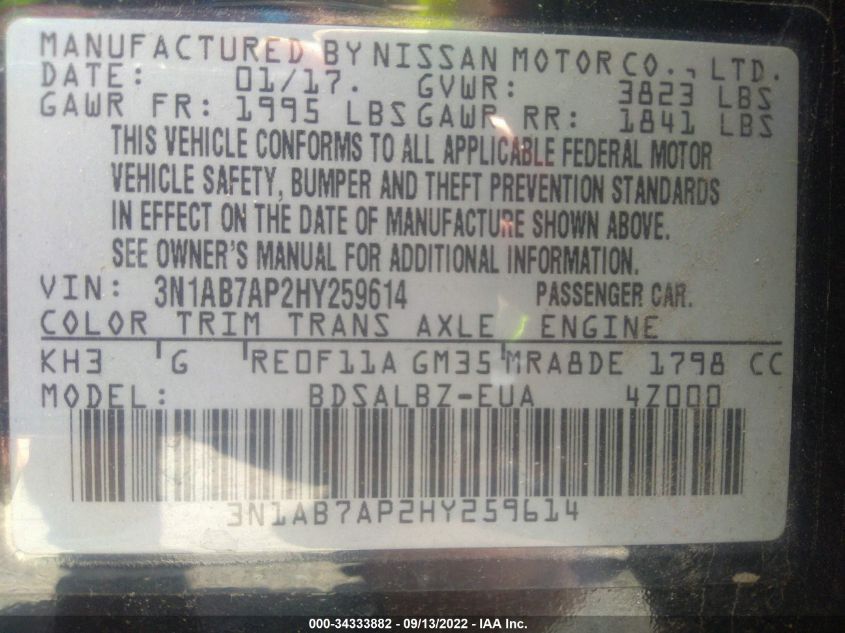 MANUFACTURED BY NISSAN MOTOR CO., LTD.
DATE: 01/17. GVWR: 3823 LBS
GAWR FR: 1995 LBS GAWR RR: 1841 LBS
THIS VEHICLE CONFORMS TO ALL APPLICABLE FEDERAL MOTOR
VEHICLE SAFETY, BUMPER AND THEFT PREVENTION STANDARDS
IN EFFECT ON THE DATE OF MANUFACTURE SHOWN ABOVE.
SEE OWNER'S MANUAL FOR ADDITIONAL INFORMATION.
VIN: 3N1AB7AP2HY259614 PASSENGER CAR.
COLOR TRIM TRANS AXLE ENGINE
KH3 G RE0F11A GM35 MRA8DE 1798 CC
MODEL: BDSALBZ-EUA 4Z000
3N1AB7AP2HY259614
000-34333882 - 09/13/2022 - IAA Inc.